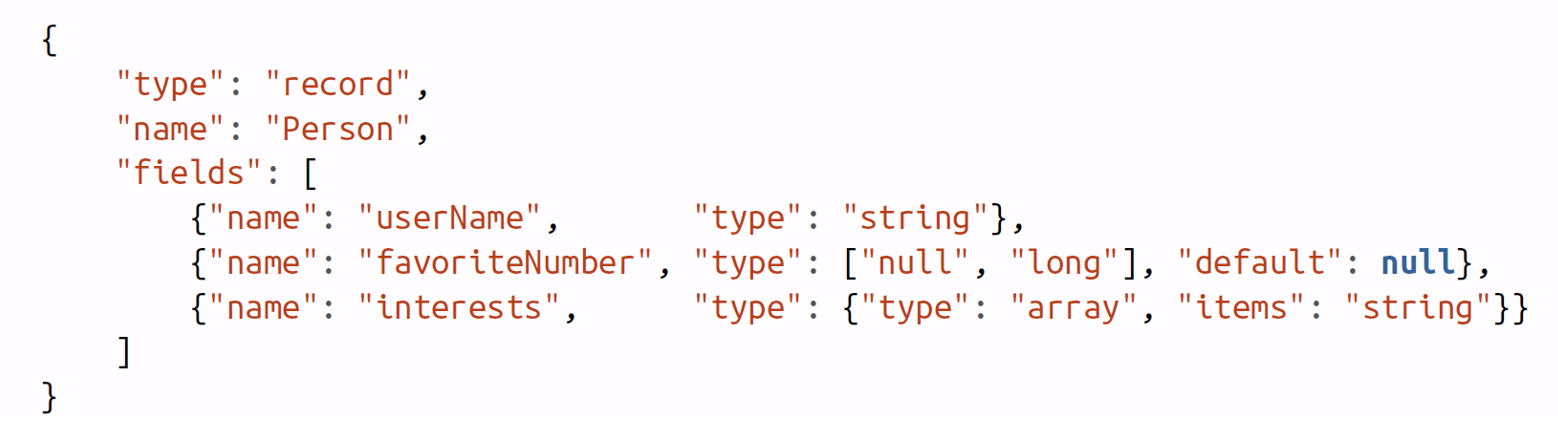 {
    "type": "record",
    "name": "Person",
    "fields": [
        {"name": "userName",       "type": "string"},
        {"name": "favoriteNumber", "type": ["null", "long"], "default": null},
        {"name": "interests",      "type": {"type": "array", "items": "string"}}
    ]
}